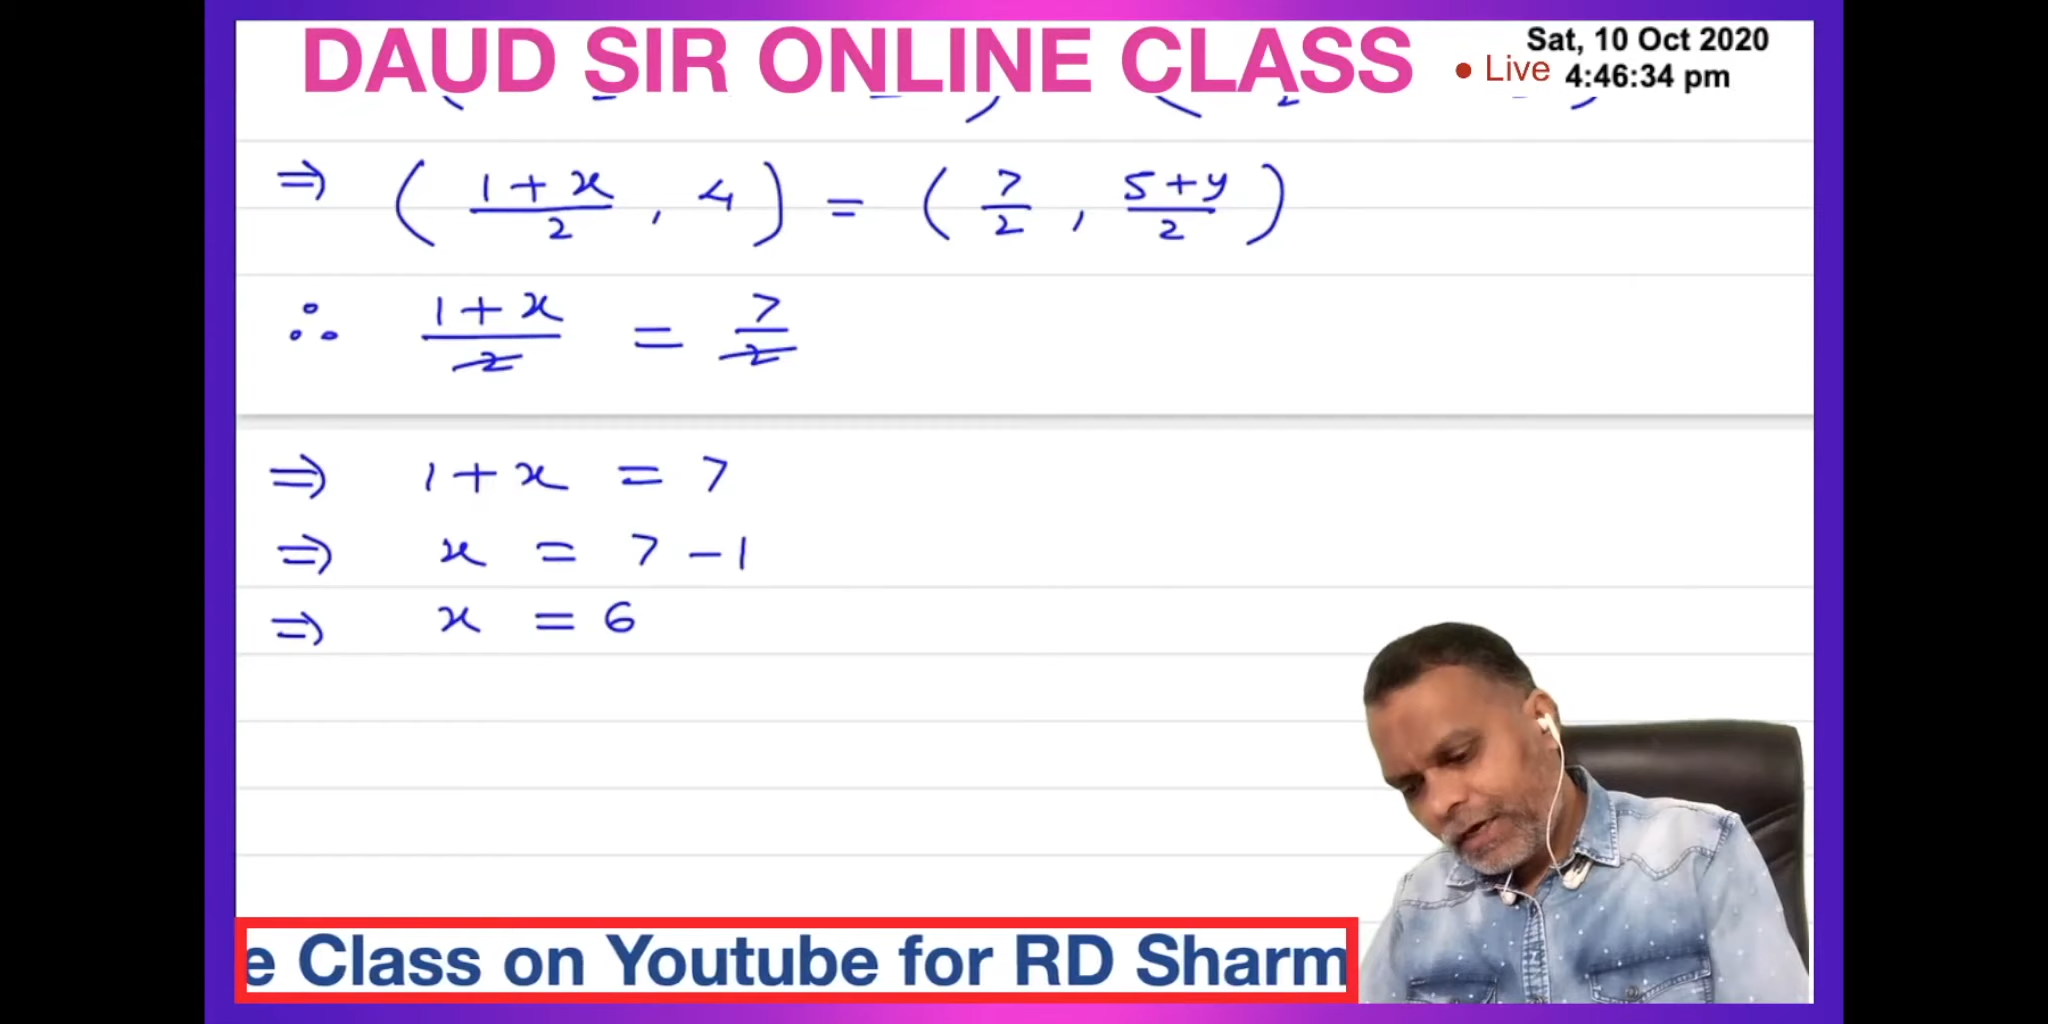 DAUD SIR ONLINE CLASS
• Live
Sat, 10 Oct 2020
4:46:34 pm
⇒ ( (1+x)/2 , 4 ) = ( 7/2 , (5+y)/2 )
∴ (1+x)/2 = 7/2
⇒ 1+x = 7
⇒ x = 7 – 1
⇒ x = 6
e Class on Youtube for RD Sharm